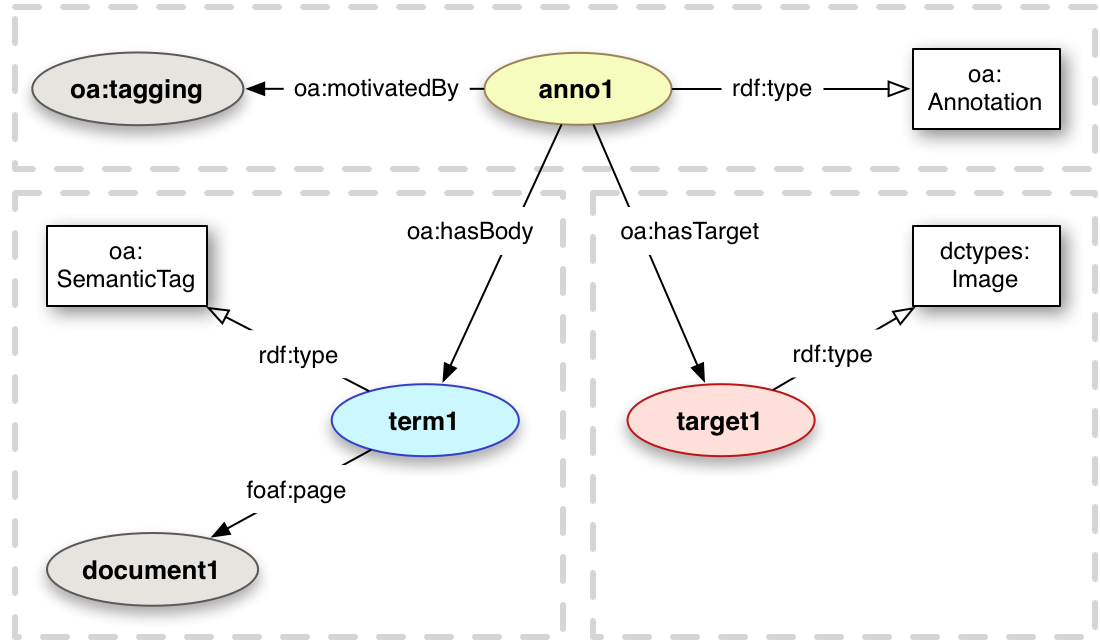 oa:tagging
oa:motivatedBy
anno1
rdf:type
oa:
Annotation
oa:hasBody
oa:hasTarget
oa:
SemanticTag
dctypes:
Image
rdf:type
rdf:type
term1
target1
foaf:page
document1